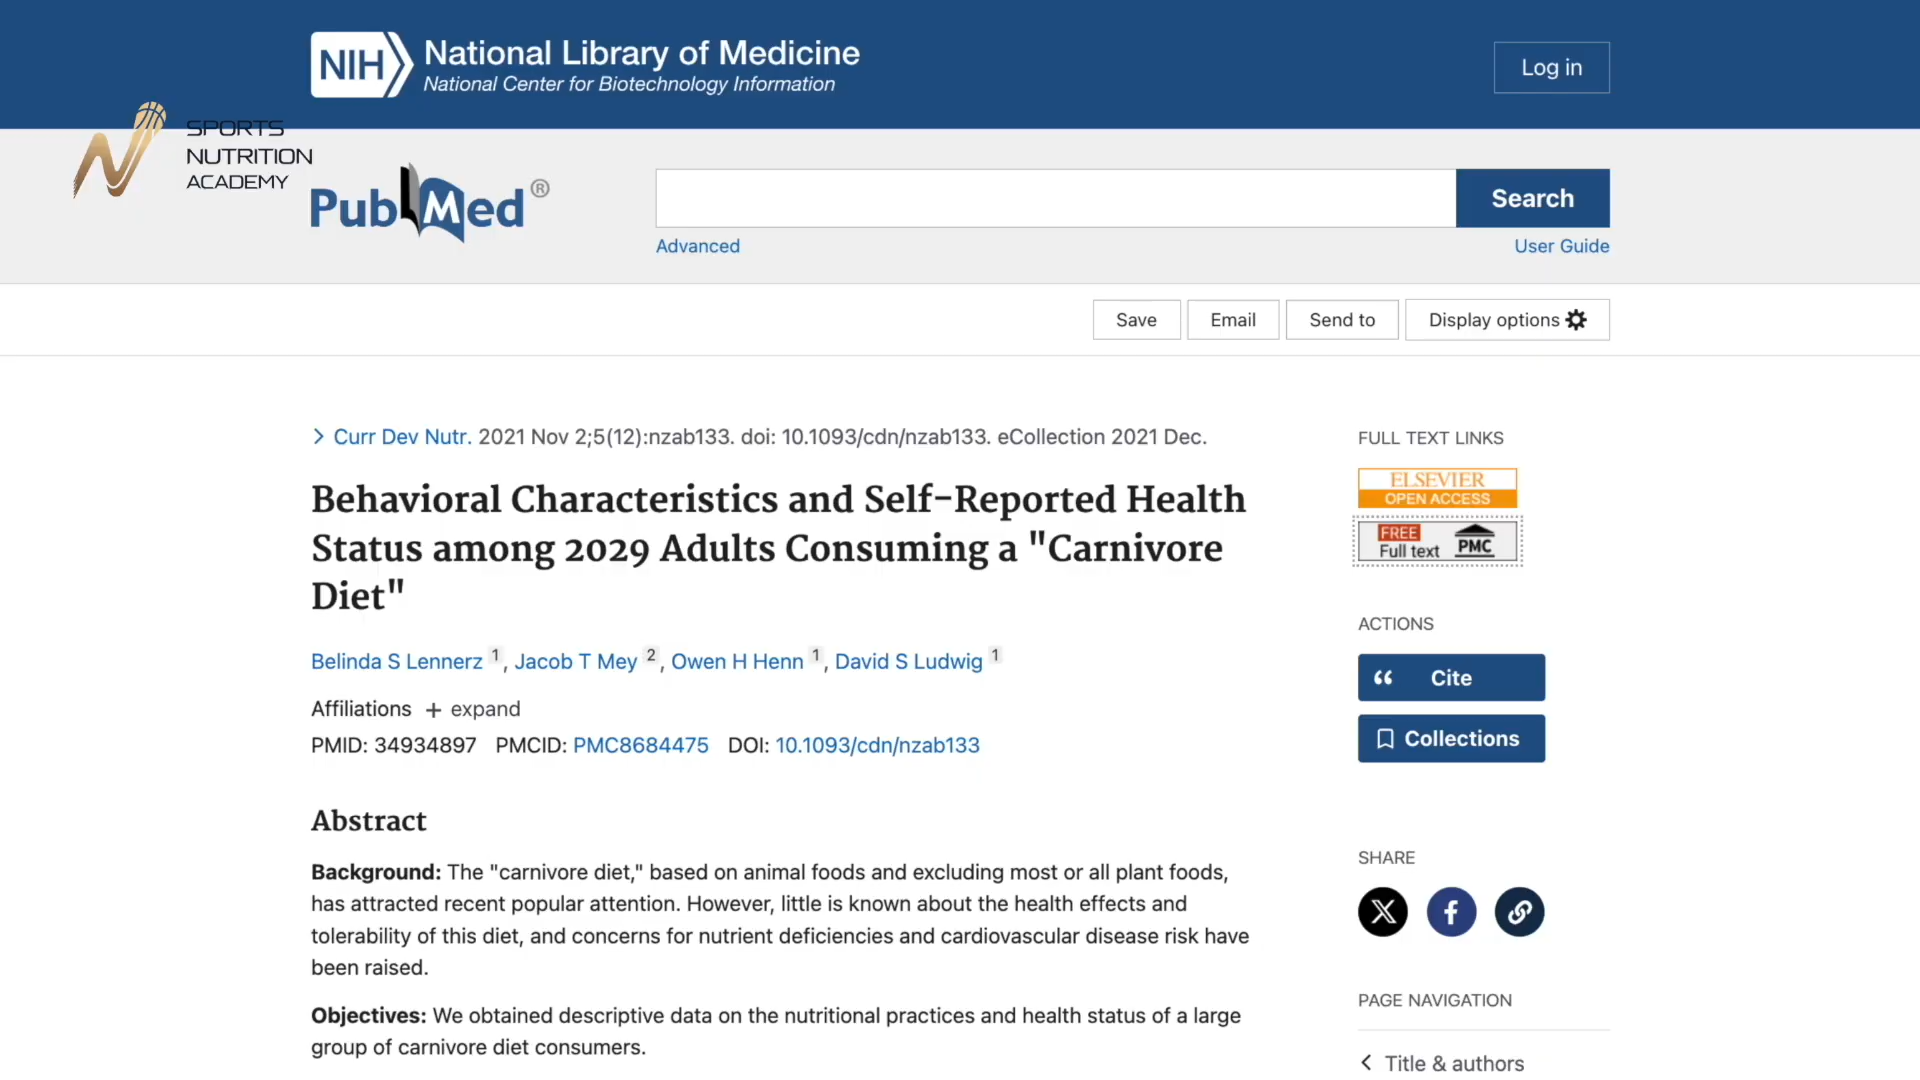 NIH National Library of Medicine
National Center for Biotechnology Information
Log in
SPORTS
NUTRITION
ACADEMY
PubMed®
Search
Advanced
User Guide
Save
Email
Send to
Display options
Curr Dev Nutr. 2021 Nov 2;5(12):nzab133. doi: 10.1093/cdn/nzab133. eCollection 2021 Dec.
Behavioral Characteristics and Self-Reported Health
Status among 2029 Adults Consuming a "Carnivore
Diet"
Belinda S Lennerz 1, Jacob T Mey 2, Owen H Henn 1, David S Ludwig 1
Affiliations + expand
PMID: 34934897 PMCID: PMC8684475 DOI: 10.1093/cdn/nzab133
Abstract
Background: The "carnivore diet," based on animal foods and excluding most or all plant foods,
has attracted recent popular attention. However, little is known about the health effects and
tolerability of this diet, and concerns for nutrient deficiencies and cardiovascular disease risk have
been raised.
Objectives: We obtained descriptive data on the nutritional practices and health status of a large
group of carnivore diet consumers.
FULL TEXT LINKS
ELSEVIER
OPEN ACCESS
FREE
Full text PMC
ACTIONS
Cite
Collections
SHARE
PAGE NAVIGATION
Title & authors